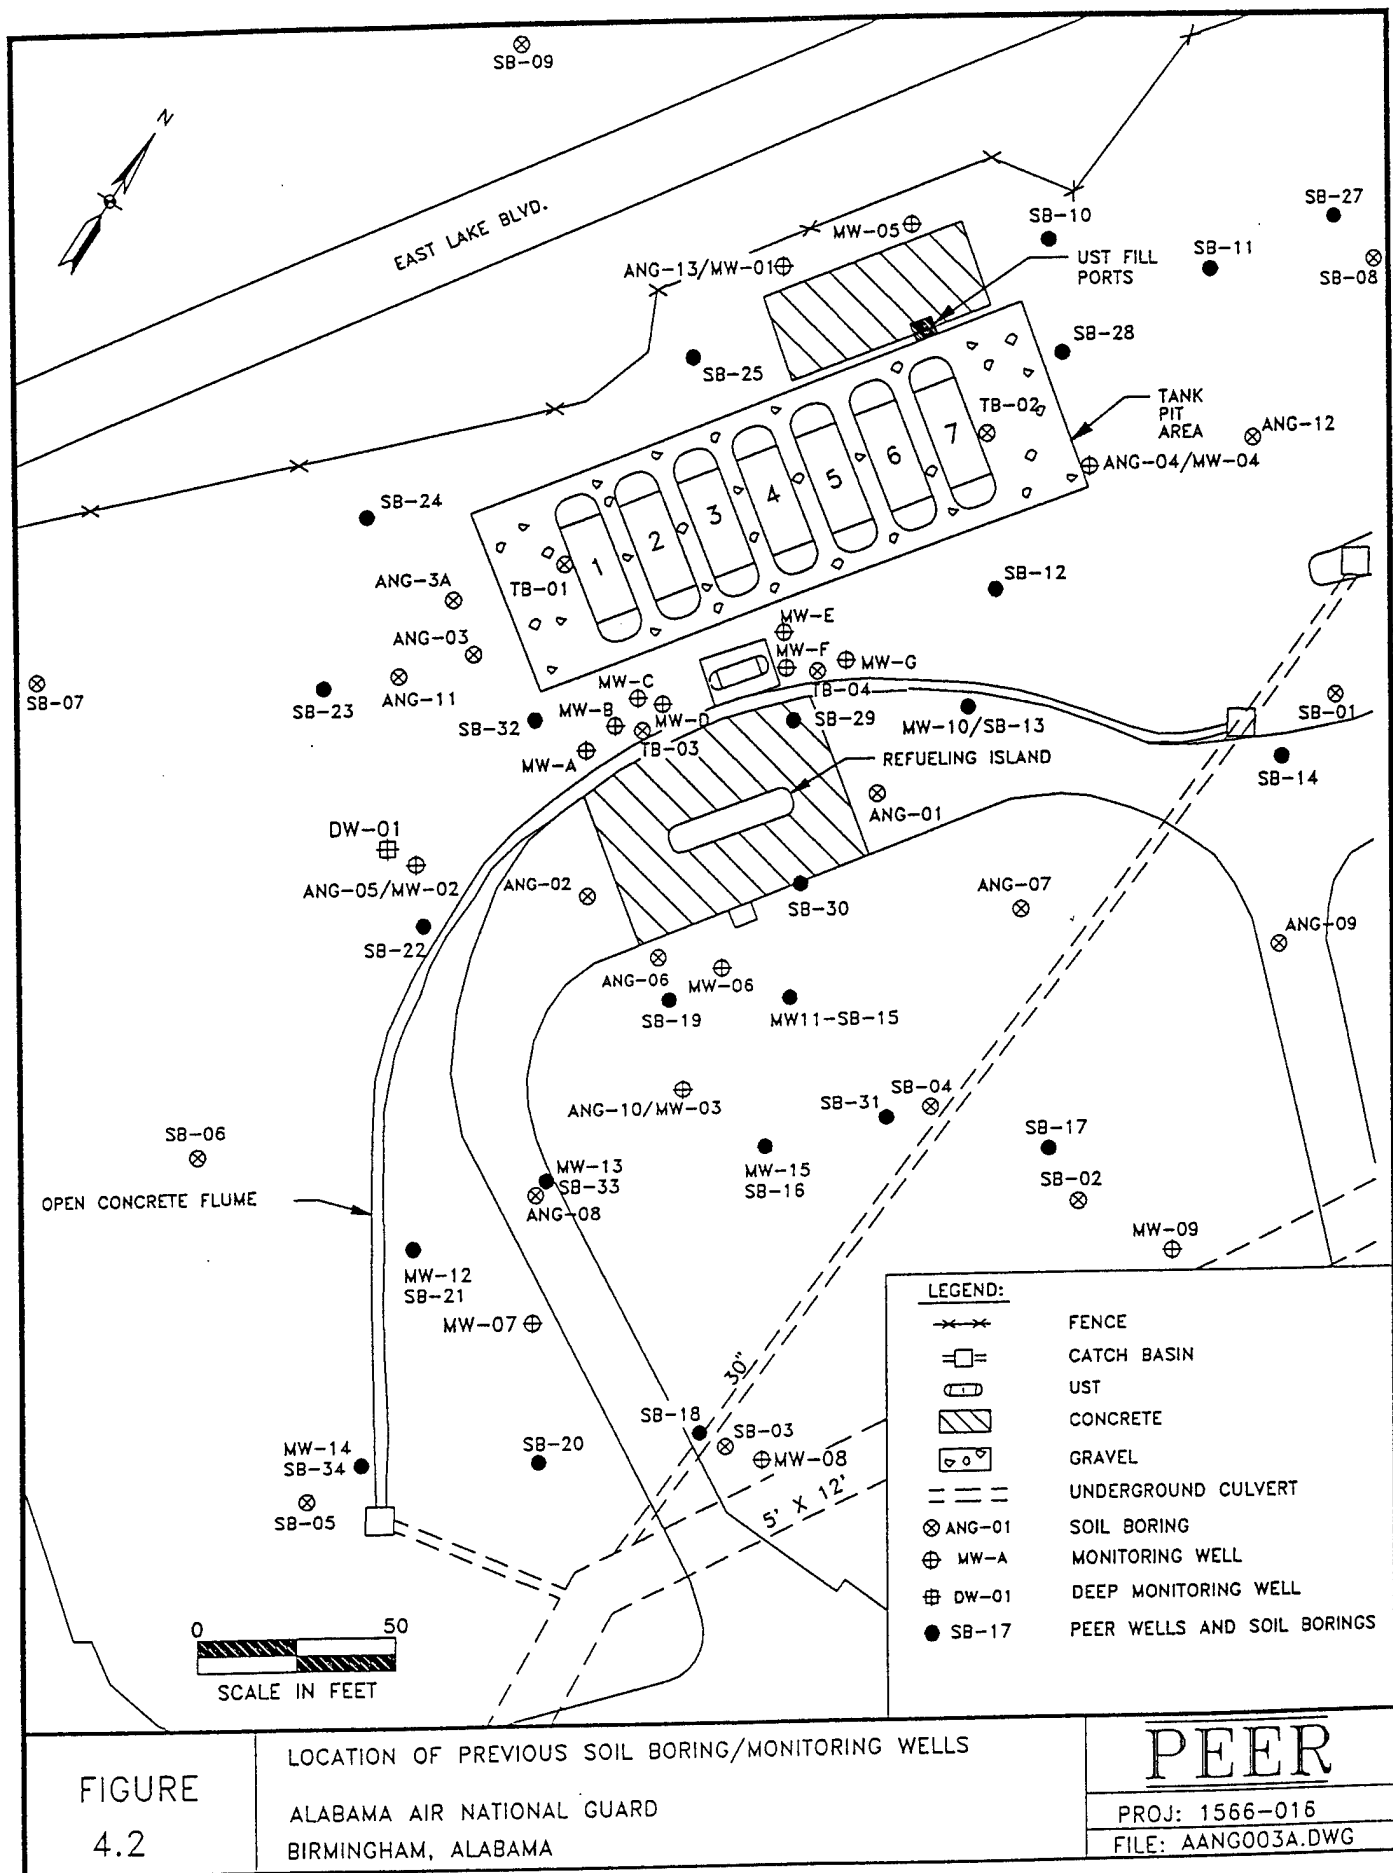 SB-09
N
EAST LAKE BLVD.
SB-27
SB-10
MW-05
SB-11
SB-08
ANG-13/MW-01
UST FILL
PORTS
SB-28
SB-25
TANK
PIT
AREA
TB-02
ANG-12
ANG-04/MW-04
SB-24
1
2
3
4
5
6
7
ANG-3A
TB-01
SB-12
ANG-03
MW-E
MW-F
MW-G
SB-07
ANG-11
SB-23
MW-C
TB-04
SB-01
SB-32
MW-B
MW-D
SB-29
MW-10/SB-13
MW-A
TB-03
REFUELING ISLAND
SB-14
ANG-01
DW-01
ANG-05/MW-02
ANG-02
SB-30
ANG-07
ANG-09
SB-22
ANG-06
MW-06
SB-19
MW11-SB-15
SB-04
SB-31
ANG-10/MW-03
SB-06
SB-17
MW-13
SB-33
MW-15
SB-16
SB-02
OPEN CONCRETE FLUME
ANG-08
MW-09
MW-12
SB-21
MW-07
30"
SB-18
SB-03
MW-08
MW-14
SB-34
SB-20
5' X 12'
SB-05
LEGEND:
FENCE
CATCH BASIN
UST
CONCRETE
GRAVEL
UNDERGROUND CULVERT
ANG-01 SOIL BORING
MW-A MONITORING WELL
DW-01 DEEP MONITORING WELL
SB-17 PEER WELLS AND SOIL BORINGS
0 50
SCALE IN FEET
FIGURE
4.2
LOCATION OF PREVIOUS SOIL BORING/MONITORING WELLS
ALABAMA AIR NATIONAL GUARD
BIRMINGHAM, ALABAMA
PEER
PROJ: 1566-016
FILE: AANG003A.DWG